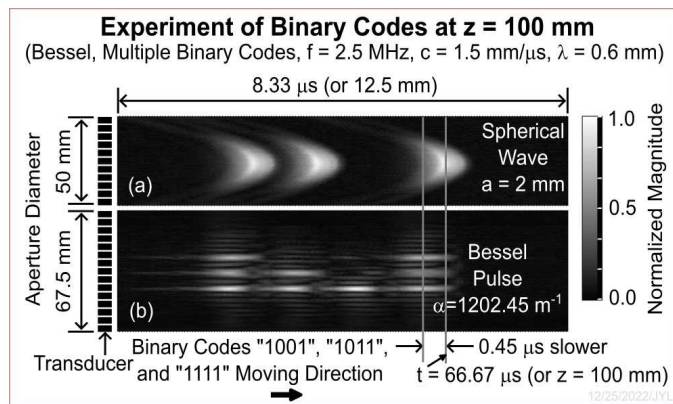 Experiment of Binary Codes at z = 100 mm
(Bessel, Multiple Binary Codes, f = 2.5 MHz, c = 1.5 mm/μs, λ = 0.6 mm)
8.33 μs (or 12.5 mm)
Aperture Diameter
50 mm
67.5 mm
(a)
Spherical
Wave
a = 2 mm
(b)
Bessel
Pulse
α=1202.45 m⁻¹
1.0
0.5
0.0
Normalized Magnitude
Transducer
Binary Codes "1001", "1011",
and "1111" Moving Direction
0.45 μs slower
t = 66.67 μs (or z = 100 mm)
12/25/2022/JYL